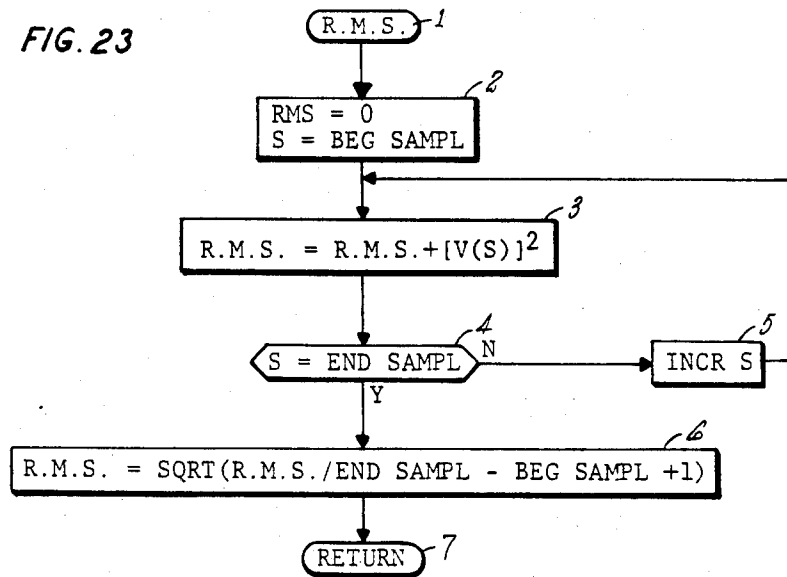 FIG. 23
R.M.S. 1
2
RMS = 0
S = BEG SAMPL
3
R.M.S. = R.M.S.+[V(S)]²
4
S = END SAMPL N
5
INCR S
Y
6
R.M.S. = SQRT(R.M.S./END SAMPL - BEG SAMPL +1)
RETURN 7